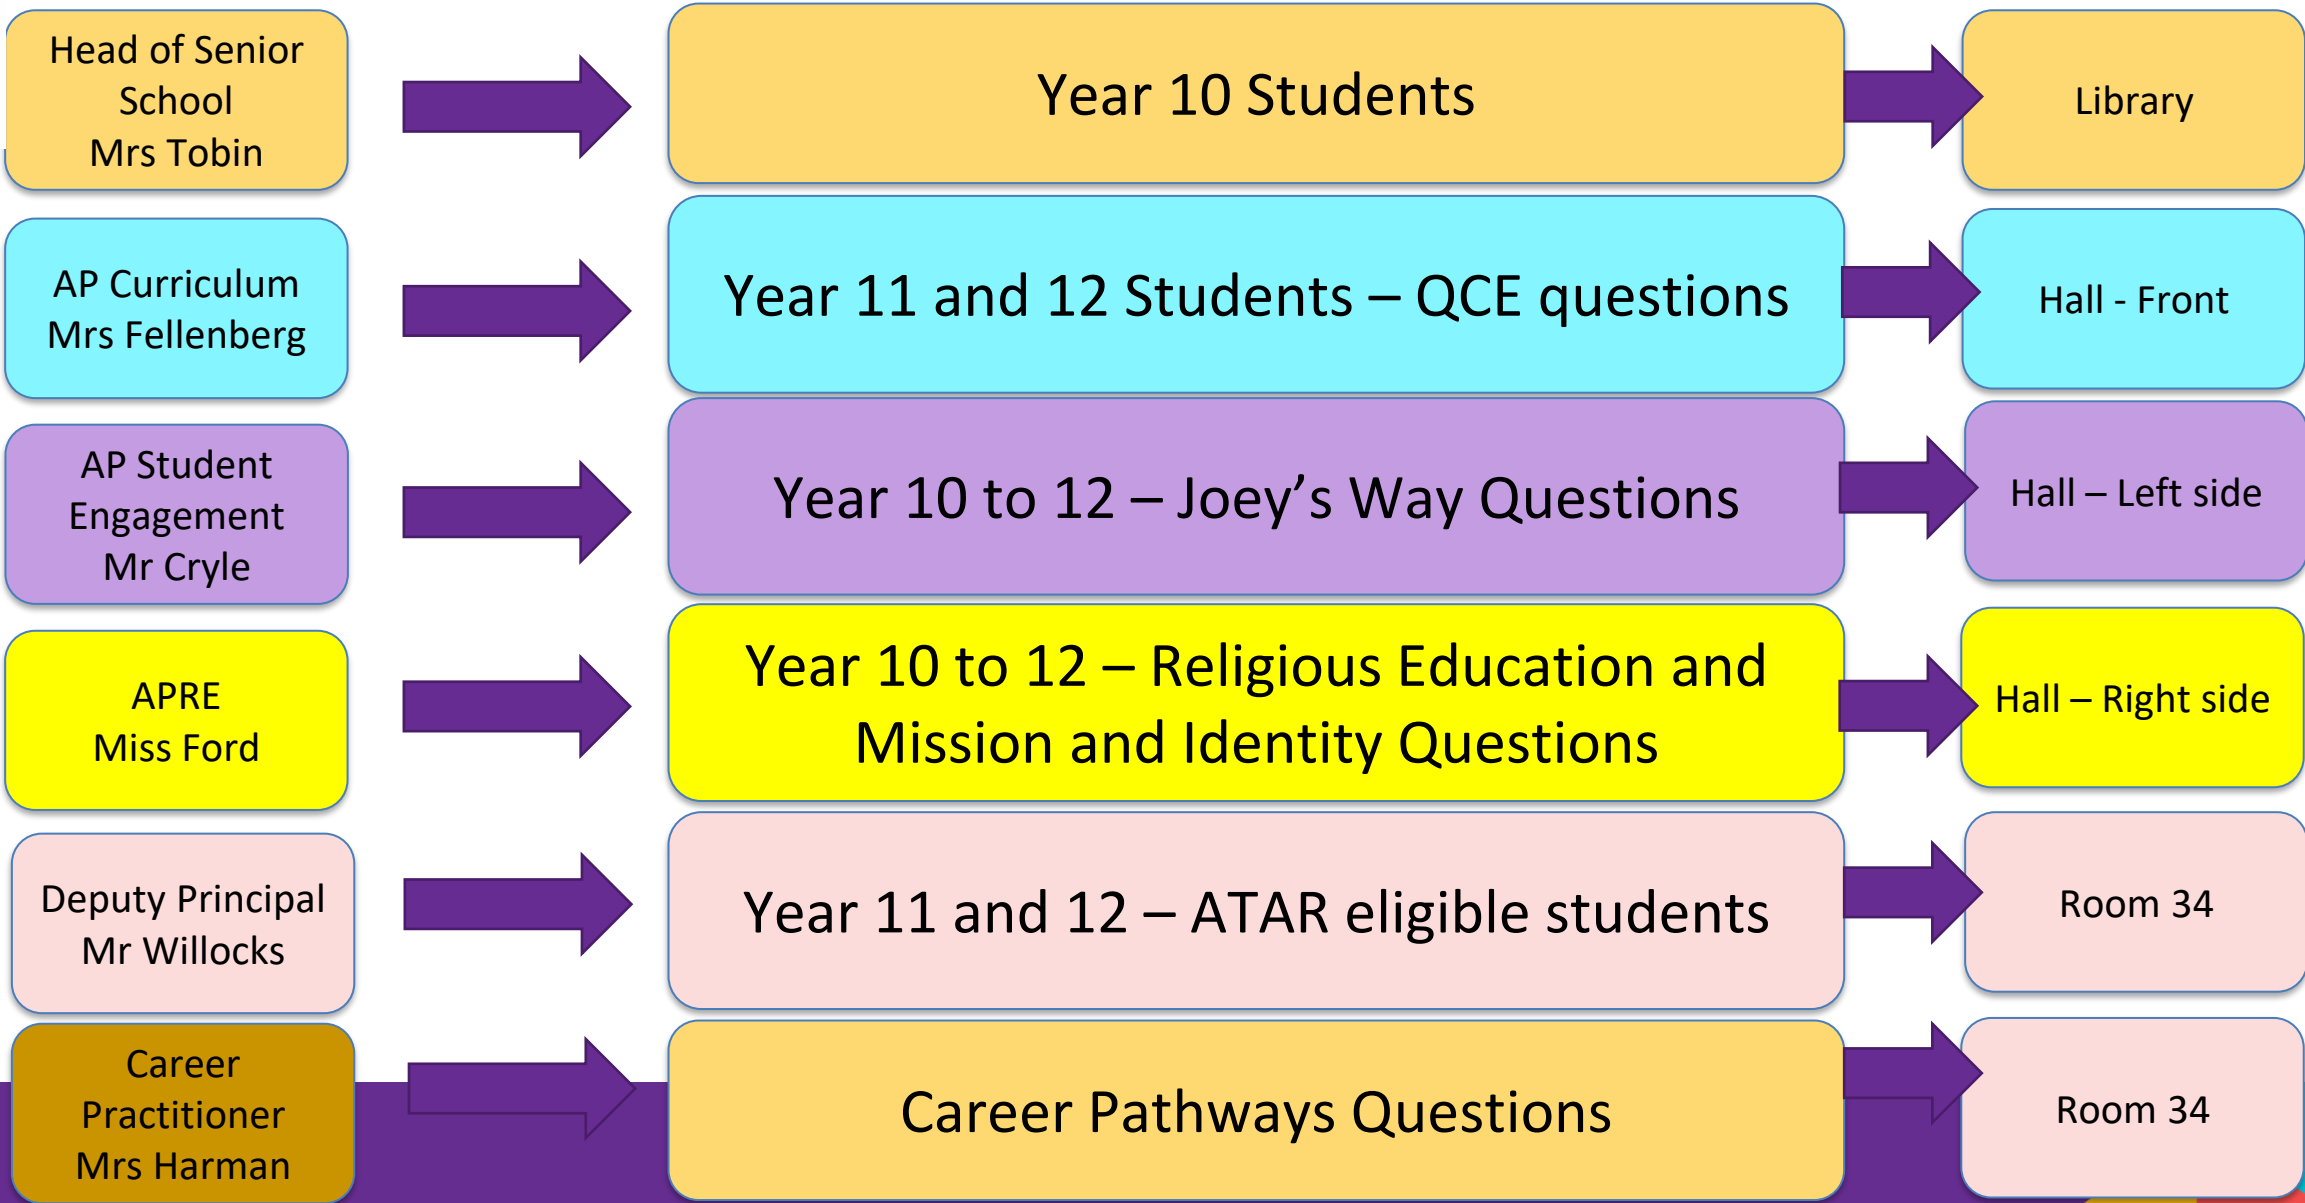 Head of Senior
School
Mrs Tobin
Year 10 Students
Library
AP Curriculum
Mrs Fellenberg
Year 11 and 12 Students – QCE questions
Hall - Front
AP Student
Engagement
Mr Cryle
Year 10 to 12 – Joey’s Way Questions
Hall – Left side
APRE
Miss Ford
Year 10 to 12 – Religious Education and
Mission and Identity Questions
Hall – Right side
Deputy Principal
Mr Willocks
Year 11 and 12 – ATAR eligible students
Room 34
Career
Practitioner
Mrs Harman
Career Pathways Questions
Room 34